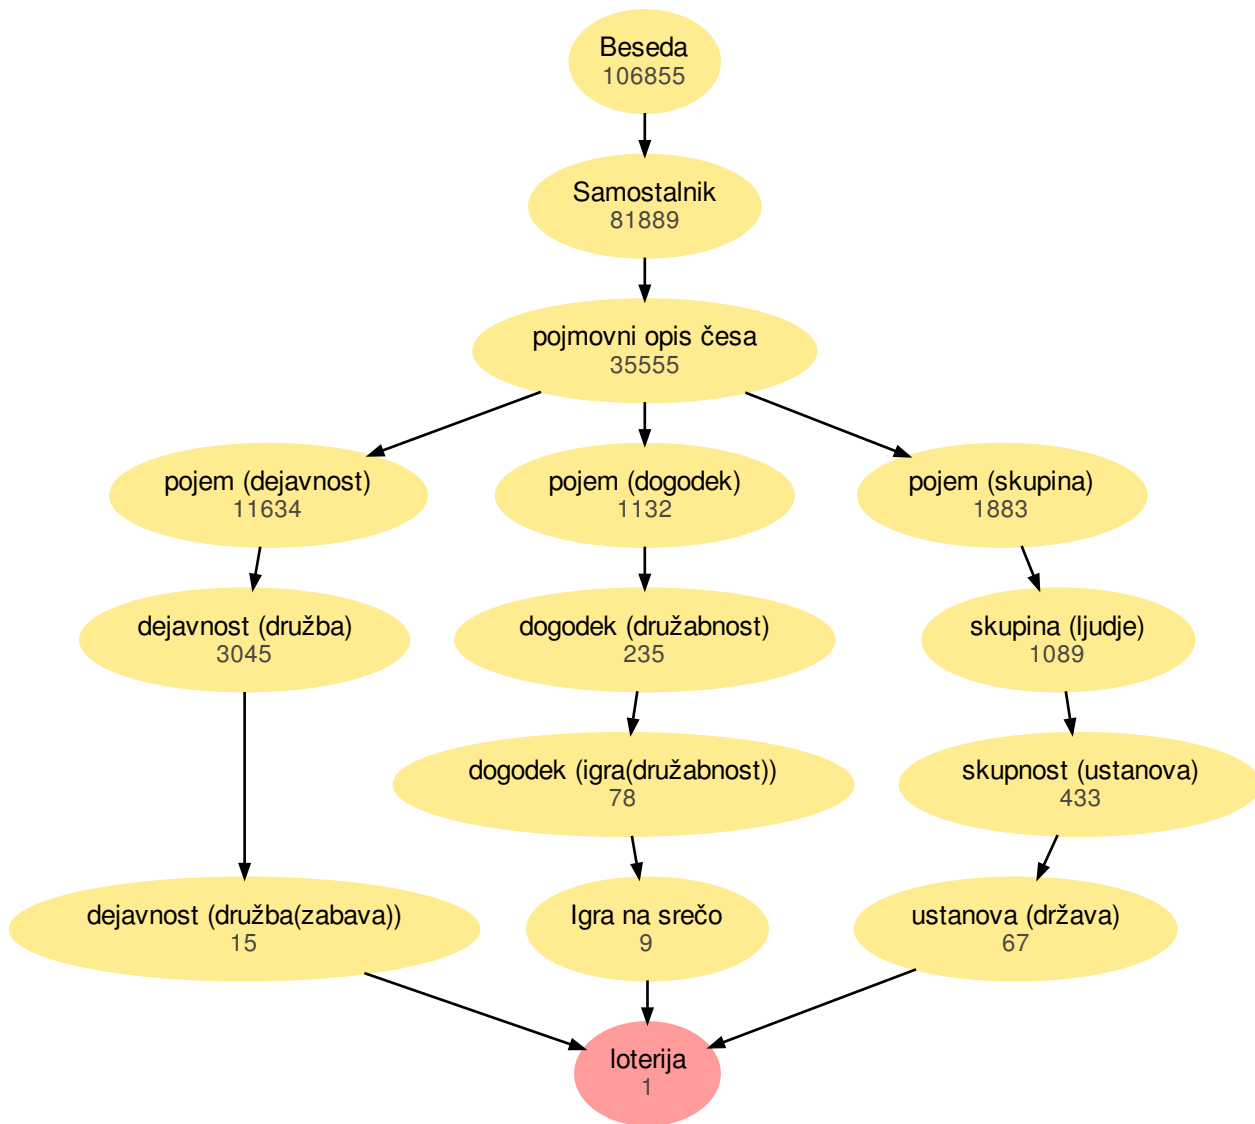 Beseda
106855
Samostalnik
81889
pojmovni opis česa
35555
pojem (dejavnost)
11634
pojem (dogodek)
1132
pojem (skupina)
1883
dejavnost (družba)
3045
dogodek (družabnost)
235
skupina (ljudje)
1089
dogodek (igra(družabnost))
78
skupnost (ustanova)
433
dejavnost (družba(zabava))
15
Igra na srečo
9
ustanova (država)
67
loterija
1